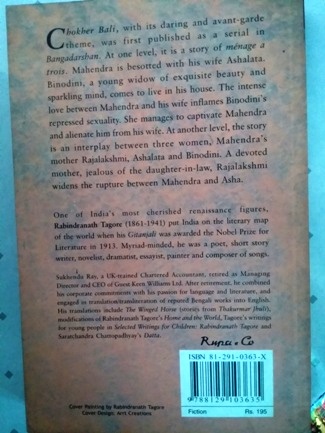 Chokher Bali, with its daring and avant-garde
theme, was first published as a serial in
Bangadarshan. At one level, it is a story of ménage a
trois. Mahendra is besotted with his wife Ashalata.
Binodini, a young widow of exquisite beauty and
sparkling mind, comes to live in his house. The intense
love between Mahendra and his wife inflames Binodini's
repressed sexuality. She manages to captivate Mahendra
and alienate him from his wife. At another level, the story
is an interplay between three women, Mahendra's
mother Rajalakshmi, Ashalata and Binodini. A devoted
mother, jealous of the daughter-in-law, Rajalakshmi
widens the rupture between Mahendra and Asha.
One of India's most cherished renaissance figures,
Rabindranath Tagore (1861-1941) put India on the literary map
of the world when his Gitanjali was awarded the Nobel Prize for
Literature in 1913. Myriad-minded, he was a poet, short story
writer, novelist, dramatist, essayist, painter and composer of songs.
Sukhendu Ray, a UK-trained Chartered Accountant, retired as Managing
Director and CEO of Guest Keen Williams Ltd. After retirement, he combined
his corporate commitments with his passion for language and literature, and
engaged in translation/transcreation of reputed Bengali works into English.
His translations include The Winged Horse (stories from Thakurmar Jhuli),
modifications of Rabindranath Tagore's Home and the World, Tagore's writings
for young people in Selected Writings for Children: Rabindranath Tagore and
Saratchandra Chattopadhyay's Datta.
Rupa & Co
ISBN 81-291-0363-X
9 788129 103635
Cover Painting by Rabindranath Tagore
Cover Design: Art Creations
Fiction Rs. 195